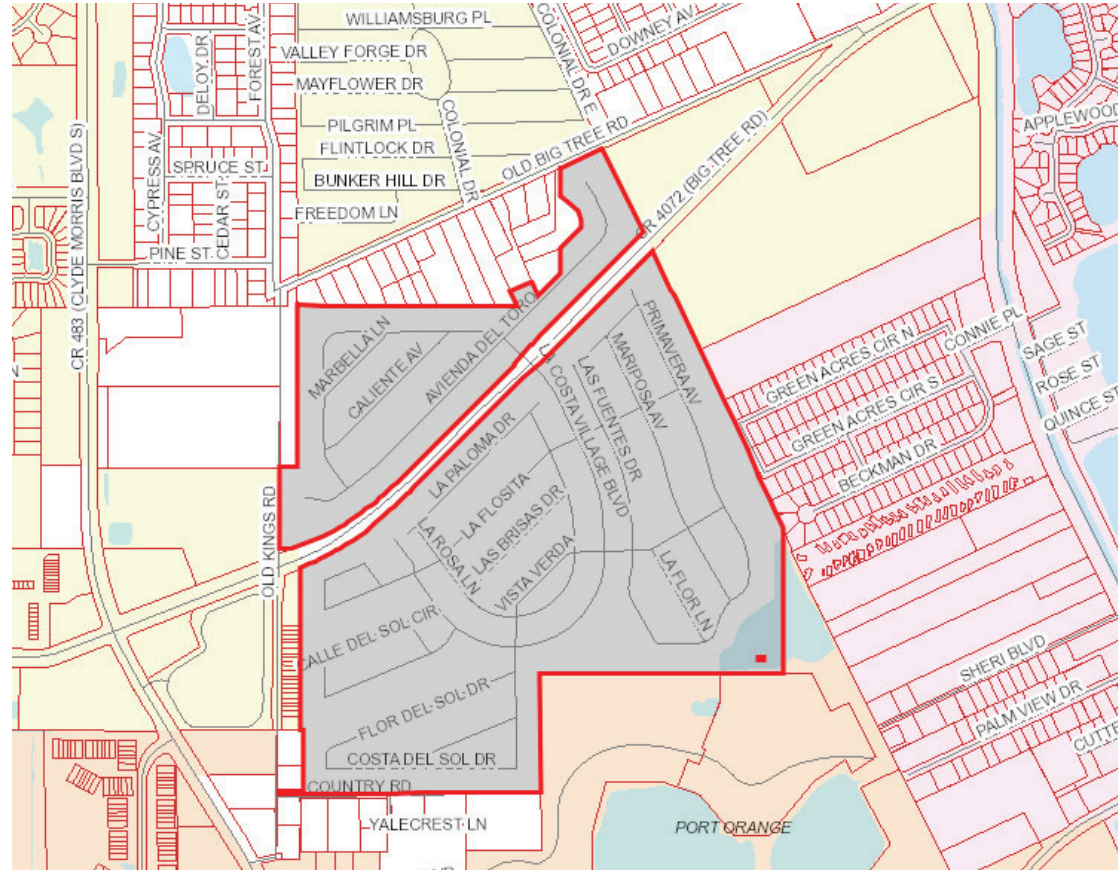 WILLIAMSBURG PL
VALLEY FORGE DR
MAYFLOWER DR
PILGRIM PL
FLINTLOCK DR
BUNKER HILL DR
FREEDOM LN
COLONIAL DR
COLONIAL DR E
DOWNEY AV
OLD BIG TREE RD
CR 4072 (BIG TREE RD)
DELOY DR
FOREST AV
CYPRESS AV
SPRUCE ST
CEDAR ST
PINE ST
CR 483 (CLYDE MORRIS BLVD S)
APPLEWOOD
MARBELLA LN
CALIENTE AV
AVIENDA DEL TORO
PRIMAVERA AV
MARIPOSA AV
LAS FUENTES DR
LA COSTA VILLAGE BLVD
GREEN ACRES CIR N
CONNIE PL
GREEN ACRES CIR S
BECKMAN DR
SAGE ST
ROSE ST
QUINCE ST
LA PALOMA DR
LA FLOSITA
LAS BRISAS DR
LA ROSA LN
VISTA VERDA
LA FLOR LN
OLD KINGS RD
CALLE DEL SOL CIR
FLOR DEL SOL DR
COSTA DEL SOL DR
COUNTRY RD
YALECREST LN
SHERI BLVD
PALM VIEW DR
CUTTE
PORT ORANGE